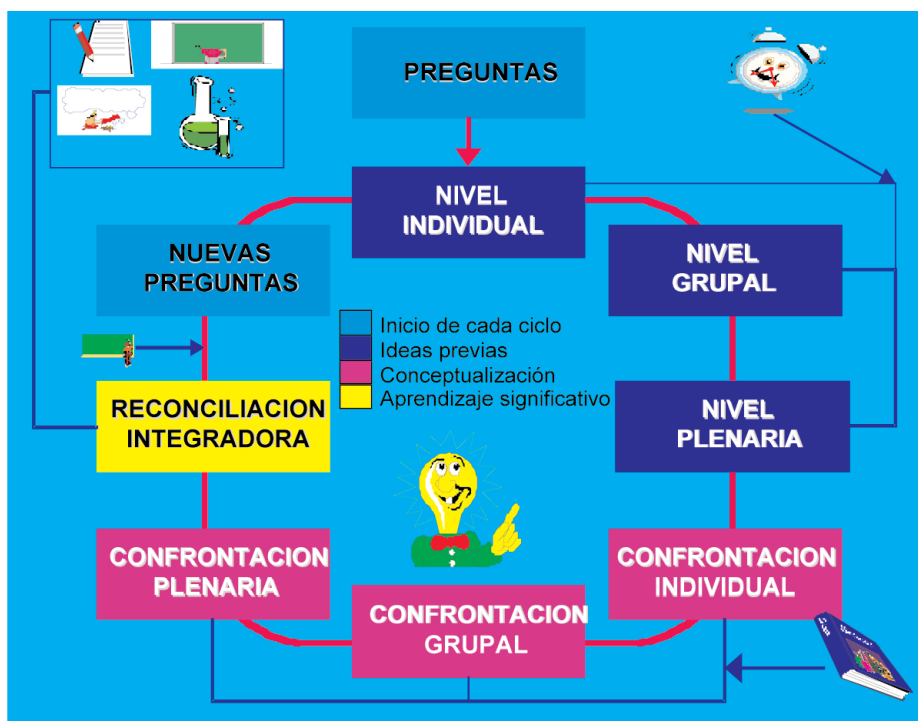 PREGUNTAS
NIVEL
INDIVIDUAL
NUEVAS
PREGUNTAS
NIVEL
GRUPAL
Inicio de cada ciclo
Ideas previas
Conceptualización
Aprendizaje significativo
RECONCILIACION
INTEGRADORA
NIVEL
PLENARIA
CONFRONTACION
PLENARIA
CONFRONTACION
INDIVIDUAL
CONFRONTACION
GRUPAL